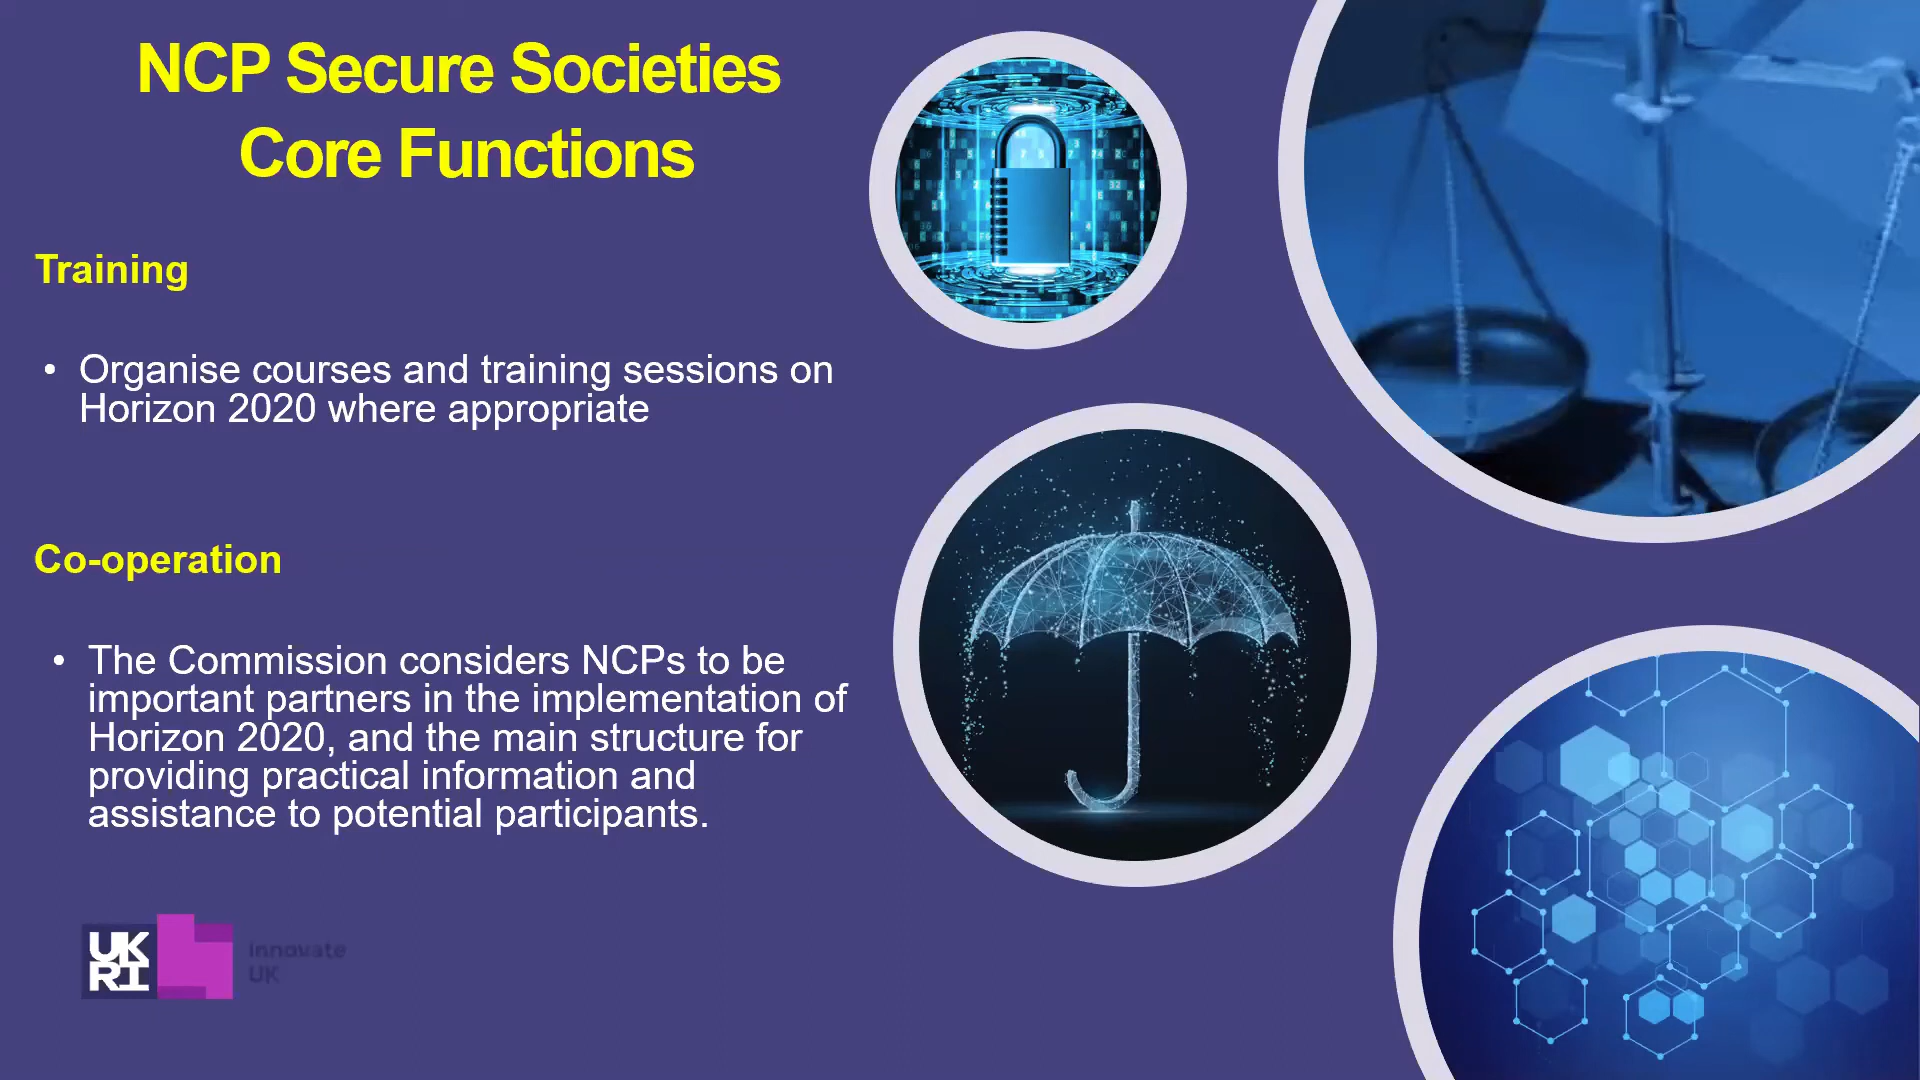 NCP Secure Societies
Core Functions
Training
• Organise courses and training sessions on
Horizon 2020 where appropriate
Co-operation
• The Commission considers NCPs to be
important partners in the implementation of
Horizon 2020, and the main structure for
providing practical information and
assistance to potential participants.
UK
RI
Innovate
UK